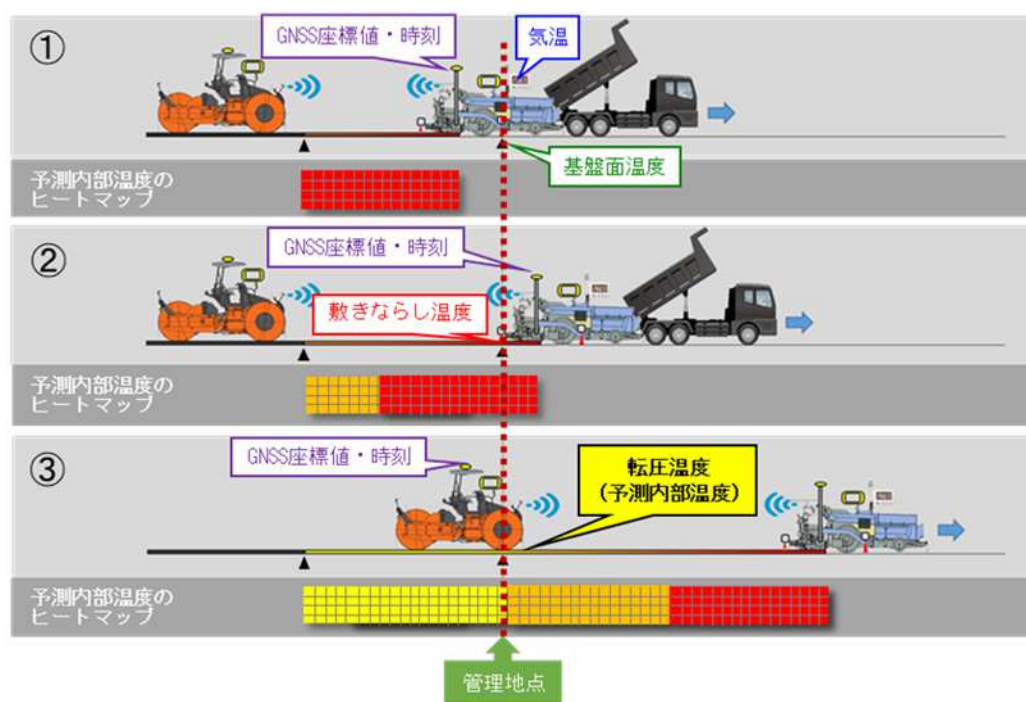 ①
GNSS座標値・時刻
気温
基盤面温度
予測内部温度の
ヒートマップ
②
GNSS座標値・時刻
敷きならし温度
予測内部温度の
ヒートマップ
③
GNSS座標値・時刻
転圧温度
（予測内部温度）
予測内部温度の
ヒートマップ
管理地点